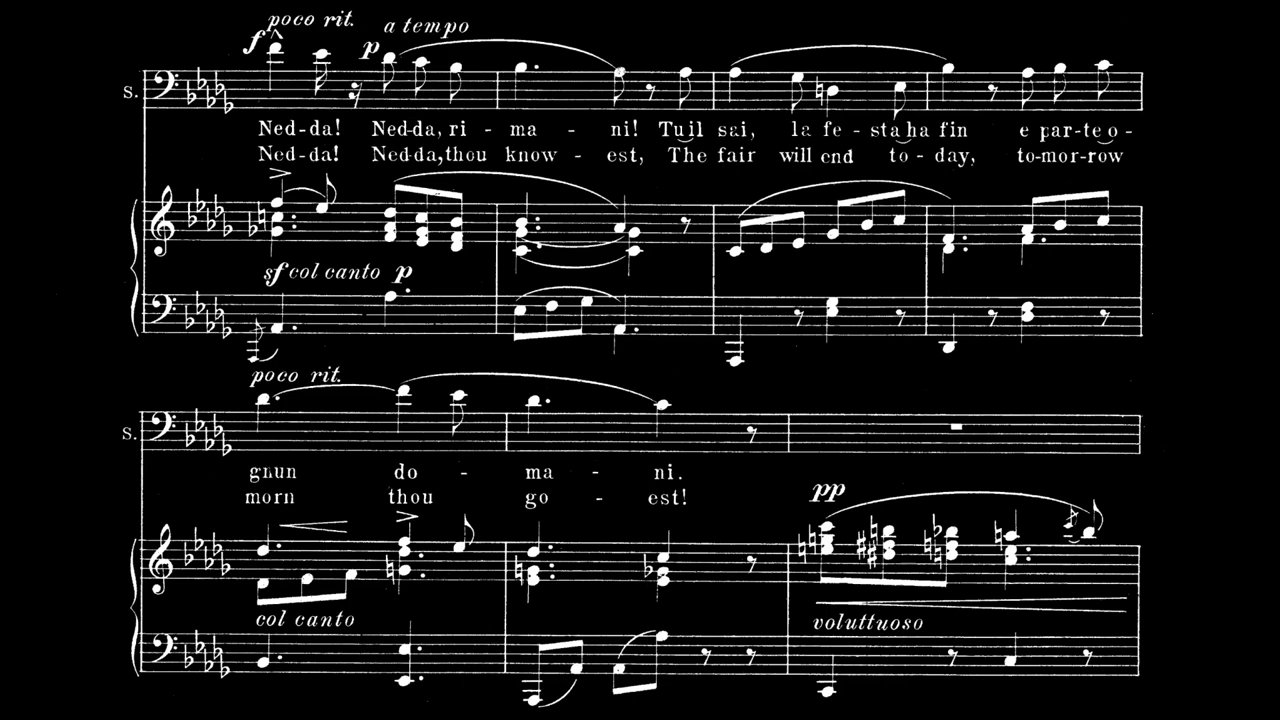 poco rit. a tempo
f p
S.
Ned-da! Ned-da, ri - ma - ni! Tu il sai, la fe - sta ha fin e par-te o-
Ned-da! Ned-da, thou know - est, The fair will end to - day, to-mor-row
sf col canto p
poco rit.
S.
gnun do - ma - ni.
morn thou go - est!
pp
col canto
voluttuoso